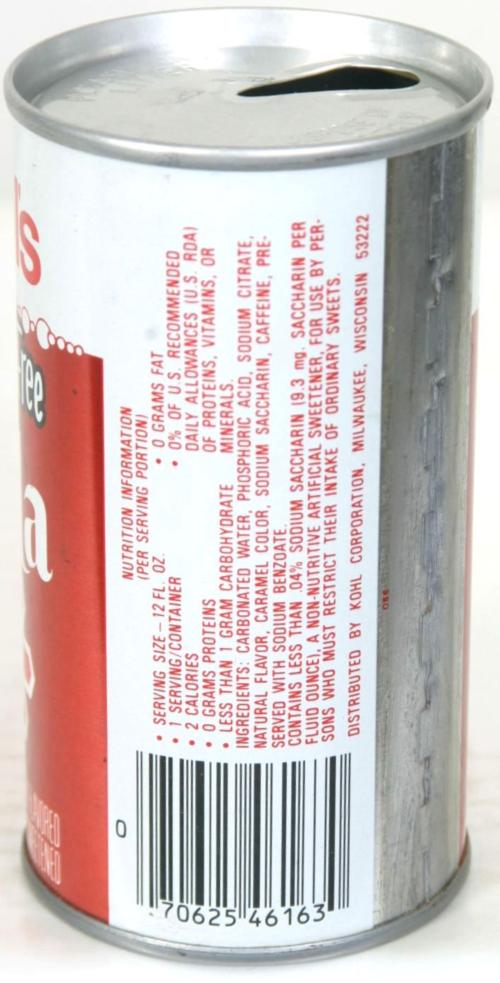 's
ree
a
NUTRITION INFORMATION
(PER SERVING PORTION)
• SERVING SIZE—12 FL. OZ.
• 1 SERVING/CONTAINER
• 2 CALORIES
• 0 GRAMS PROTEINS
• LESS THAN 1 GRAM CARBOHYDRATE
• 0 GRAMS FAT
• 0% OF U.S. RECOMMENDED
DAILY ALLOWANCES (U.S. RDA)
OF PROTEINS, VITAMINS, OR
MINERALS.
INGREDIENTS: CARBONATED WATER, PHOSPHORIC ACID, SODIUM CITRATE,
NATURAL FLAVOR, CARAMEL COLOR, SODIUM SACCHARIN, CAFFEINE, PRE-
SERVED WITH SODIUM BENZOATE.
CONTAINS LESS THAN .04% SODIUM SACCHARIN (9.3 mg. SACCHARIN PER
FLUID OUNCE), A NON-NUTRITIVE ARTIFICIAL SWEETENER, FOR USE BY PER-
SONS WHO MUST RESTRICT THEIR INTAKE OF ORDINARY SWEETS.
DISTRIBUTED BY KOHL CORPORATION, MILWAUKEE, WISCONSIN 53222
0
70625 46163